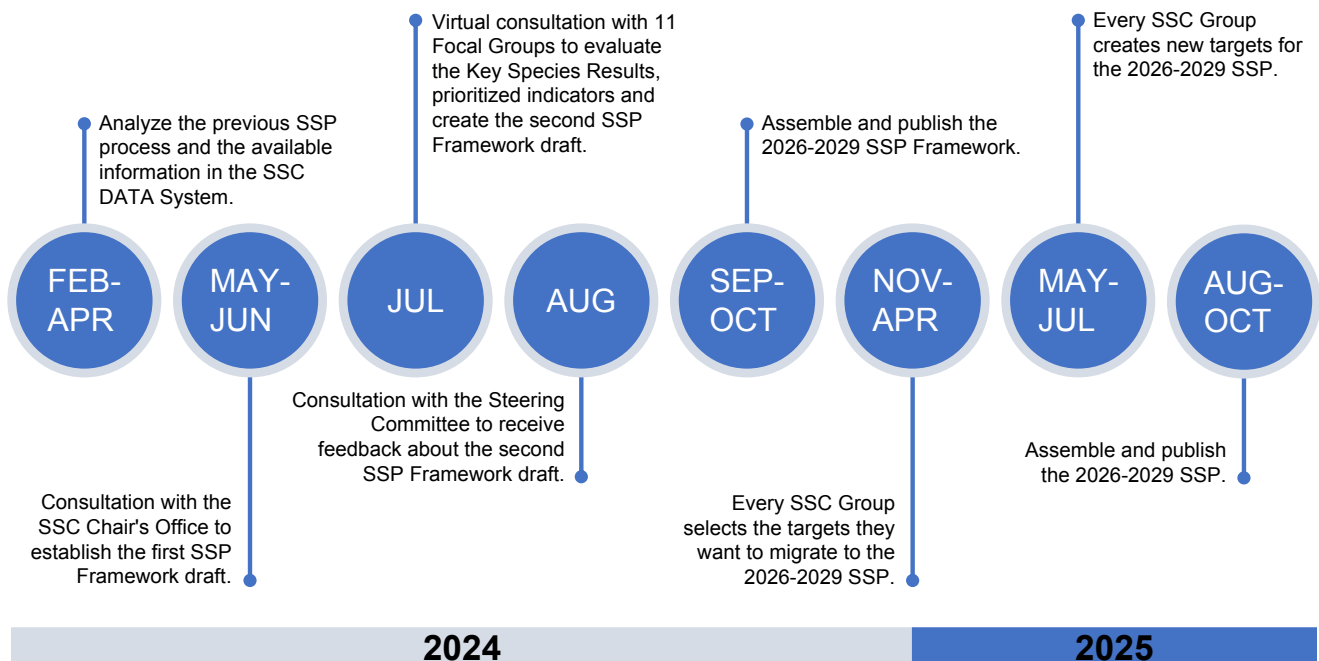 Analyze the previous SSP
process and the available
information in the SSC
DATA System.
Virtual consultation with 11
Focal Groups to evaluate
the Key Species Results,
prioritized indicators and
create the second SSP
Framework draft.
Assemble and publish the
2026-2029 SSP Framework.
Every SSC Group
creates new targets for
the 2026-2029 SSP.
FEB-
APR
MAY-
JUN
JUL
AUG
SEP-
OCT
NOV-
APR
MAY-
JUL
AUG-
OCT
Consultation with the
SSC Chair's Office to
establish the first SSP
Framework draft.
Consultation with the Steering
Committee to receive
feedback about the second
SSP Framework draft.
Every SSC Group
selects the targets they
want to migrate to the
2026-2029 SSP.
Assemble and publish
the 2026-2029 SSP.
2024
2025